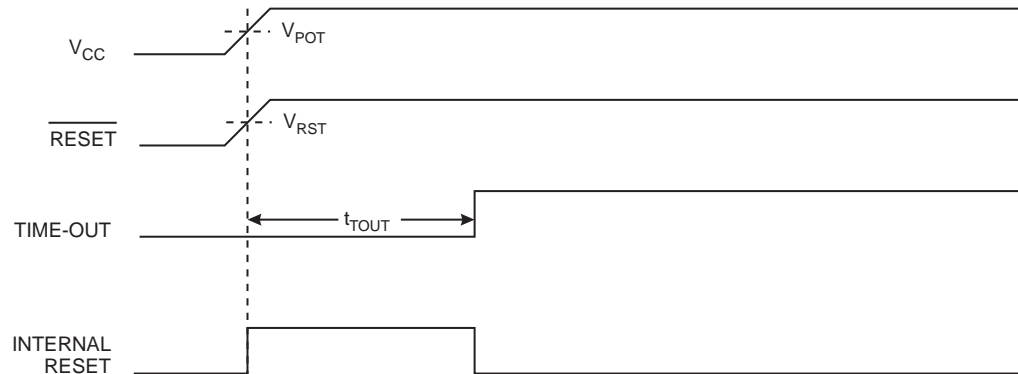 VCC
VPOT
RESET
VRST
TIME-OUT
tTOUT
INTERNAL
RESET